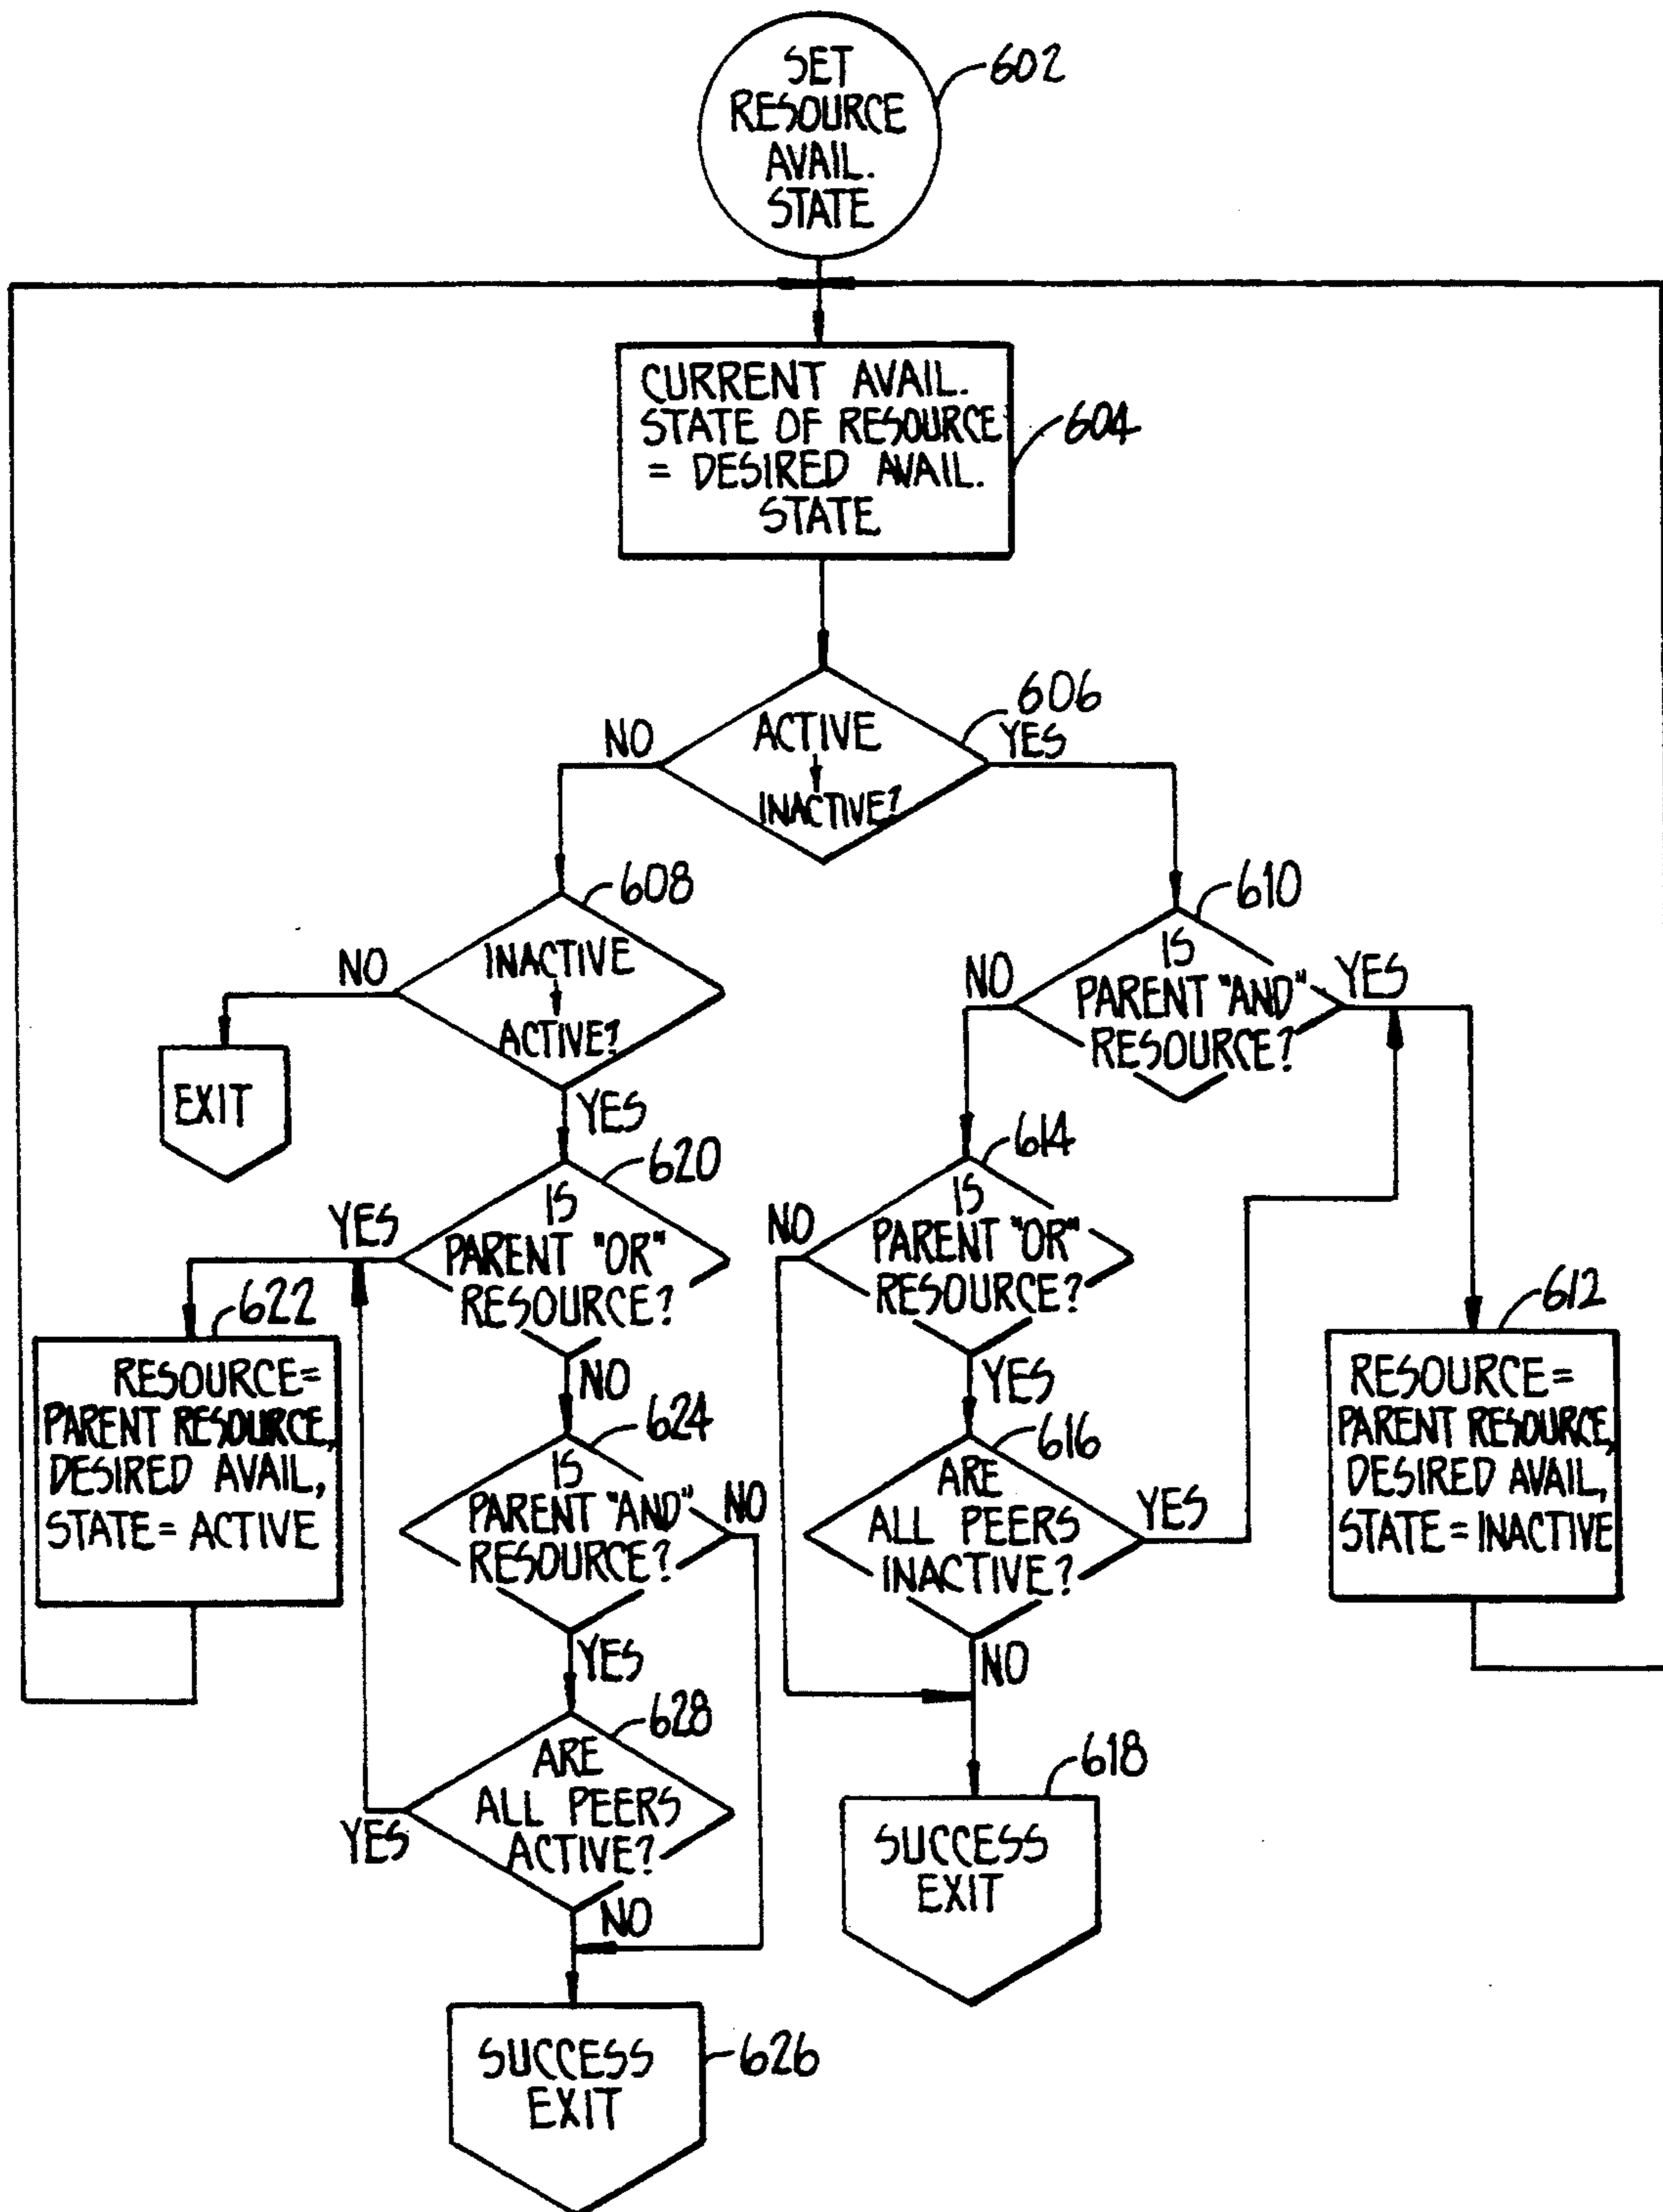 SET
RESOURCE
AVAIL.
STATE
602
CURRENT AVAIL.
STATE OF RESOURCE
= DESIRED AVAIL.
STATE
604
606
NO
ACTIVE
INACTIVE?
YES
608
NO
INACTIVE
ACTIVE?
YES
EXIT
610
NO
IS
PARENT "AND"
RESOURCE?
YES
620
YES
IS
PARENT "OR"
RESOURCE?
NO
614
NO
IS
PARENT "OR"
RESOURCE?
YES
622
RESOURCE=
PARENT RESOURCE,
DESIRED AVAIL,
STATE= ACTIVE
612
RESOURCE=
PARENT RESOURCE,
DESIRED AVAIL,
STATE=INACTIVE
624
IS
PARENT "AND"
RESOURCE?
NO
YES
616
ARE
ALL PEERS
INACTIVE?
YES
NO
628
ARE
ALL PEERS
ACTIVE?
YES
NO
618
SUCCESS
EXIT
SUCCESS
EXIT
626